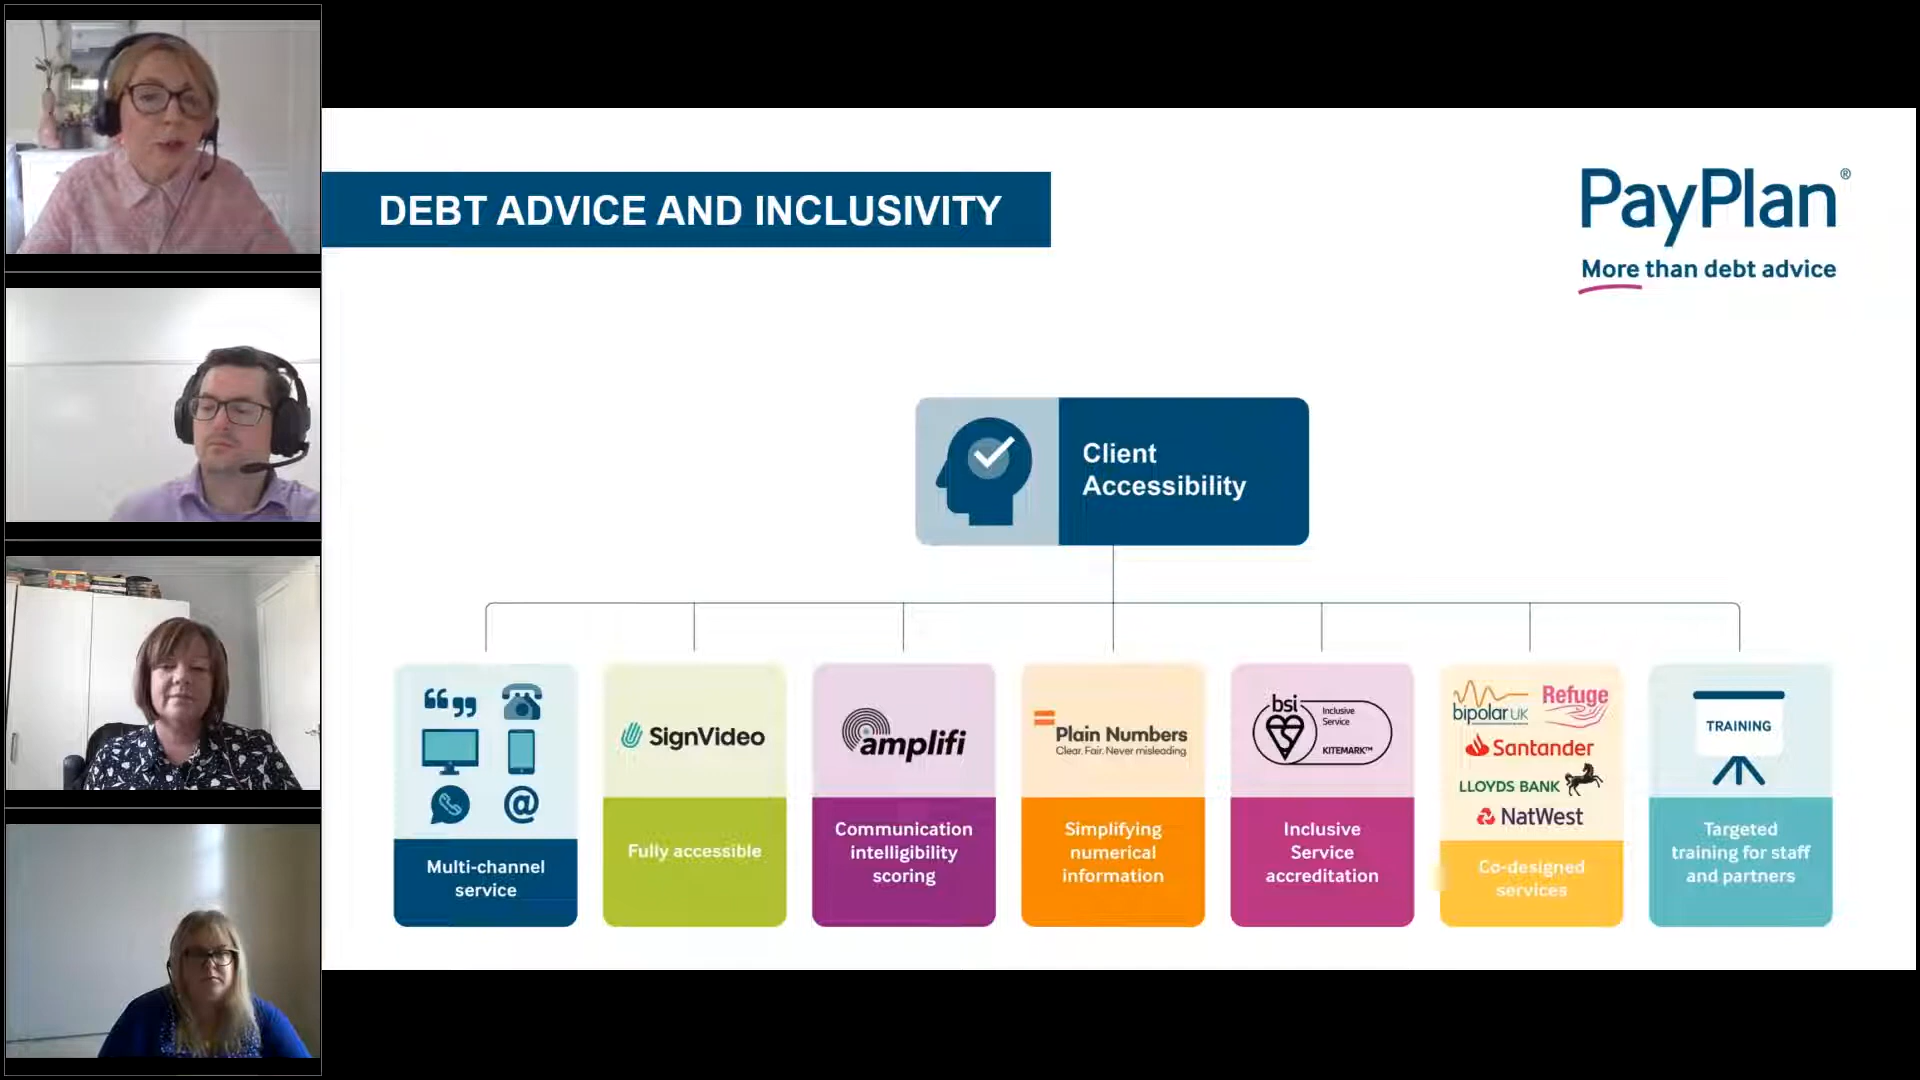 DEBT ADVICE AND INCLUSIVITY
PayPlan®
More than debt advice
Client
Accessibility
“ ” @
Multi-channel
service
SignVideo
Fully accessible
amplifi
Communication
intelligibility
scoring
Plain Numbers
Clear. Fair. Never misleading.
Simplifying
numerical
information
bsi
Inclusive
Service
KITEMARK™
Inclusive
Service
accreditation
bipolar UK
Refuge
Santander
LLOYDS BANK
NatWest
Co-designed
services
TRAINING
Targeted
training for staff
and partners